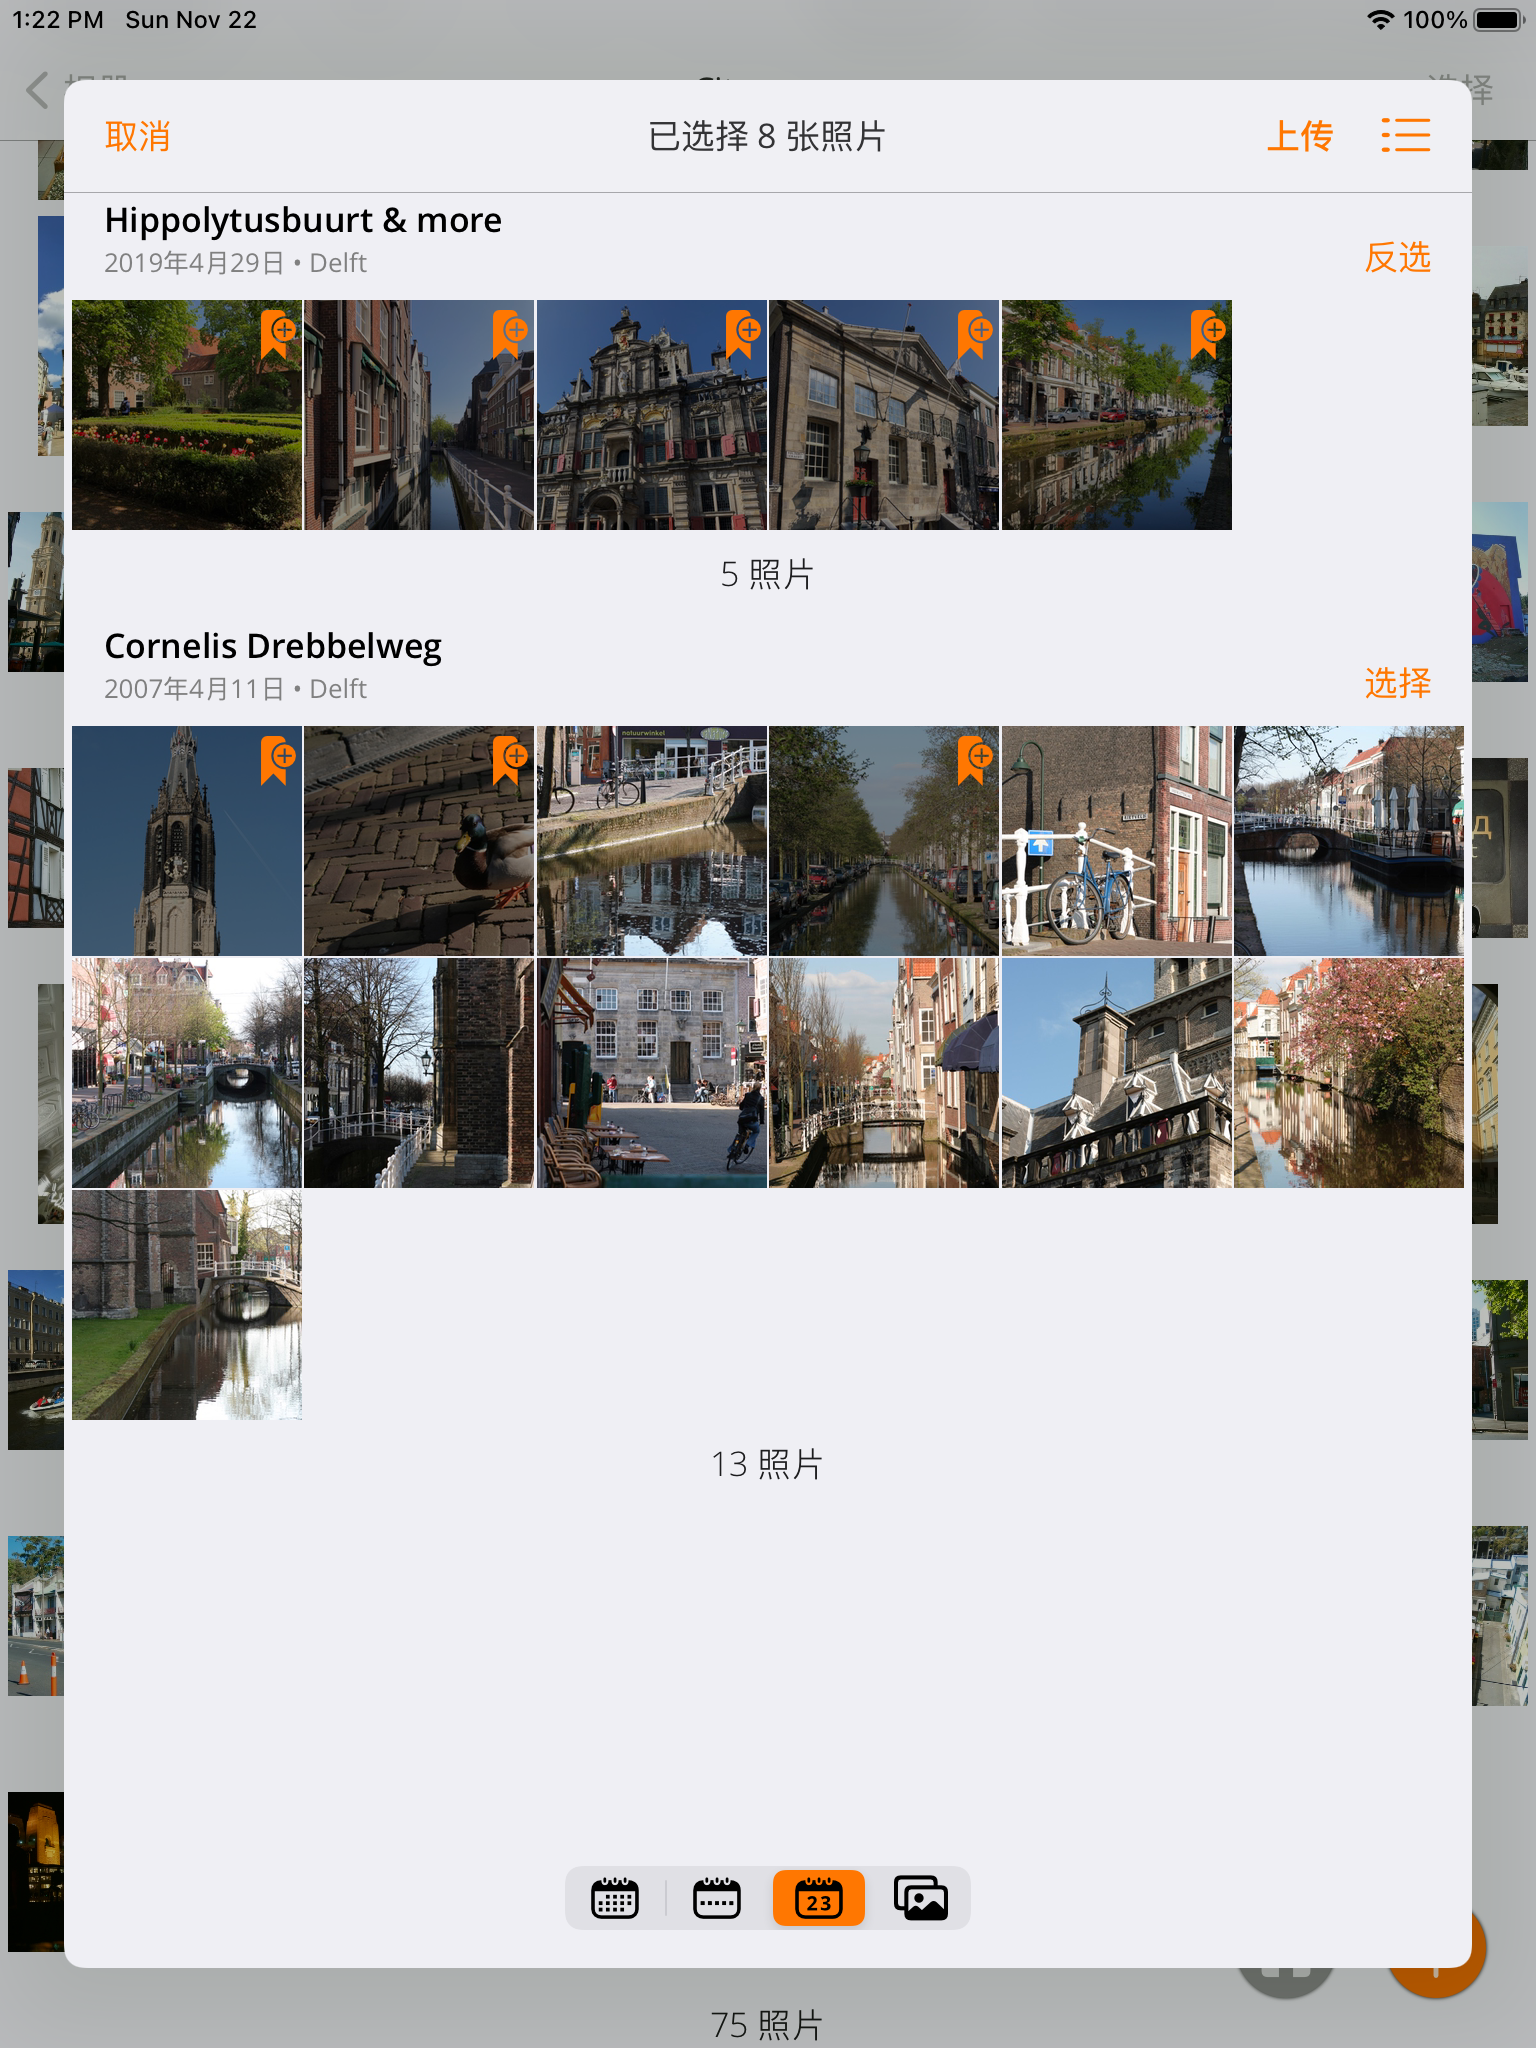 1:22 PM Sun Nov 22
100%
取消
已选择 8 张照片
上传
Hippolytusbuurt & more
2019年4月29日 • Delft
反选
5 照片
Cornelis Drebbelweg
2007年4月11日 • Delft
选择
natuurwinkel
13 照片
23
75 照片